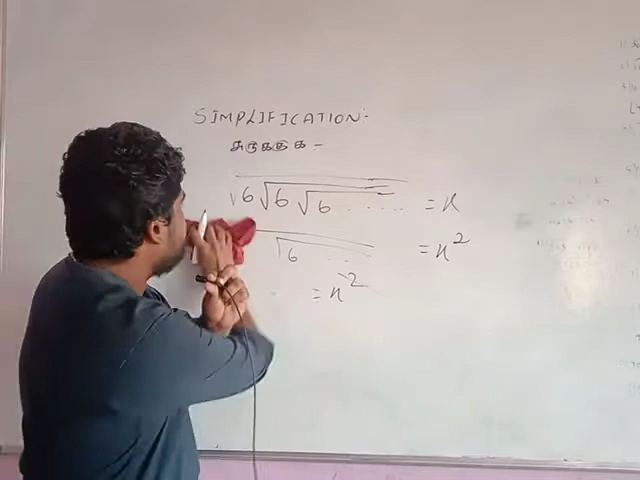 SIMPLIFICATION:-
சுருக்குக -
√6√6√6 ..... = x
√6 ... = x²
= x²